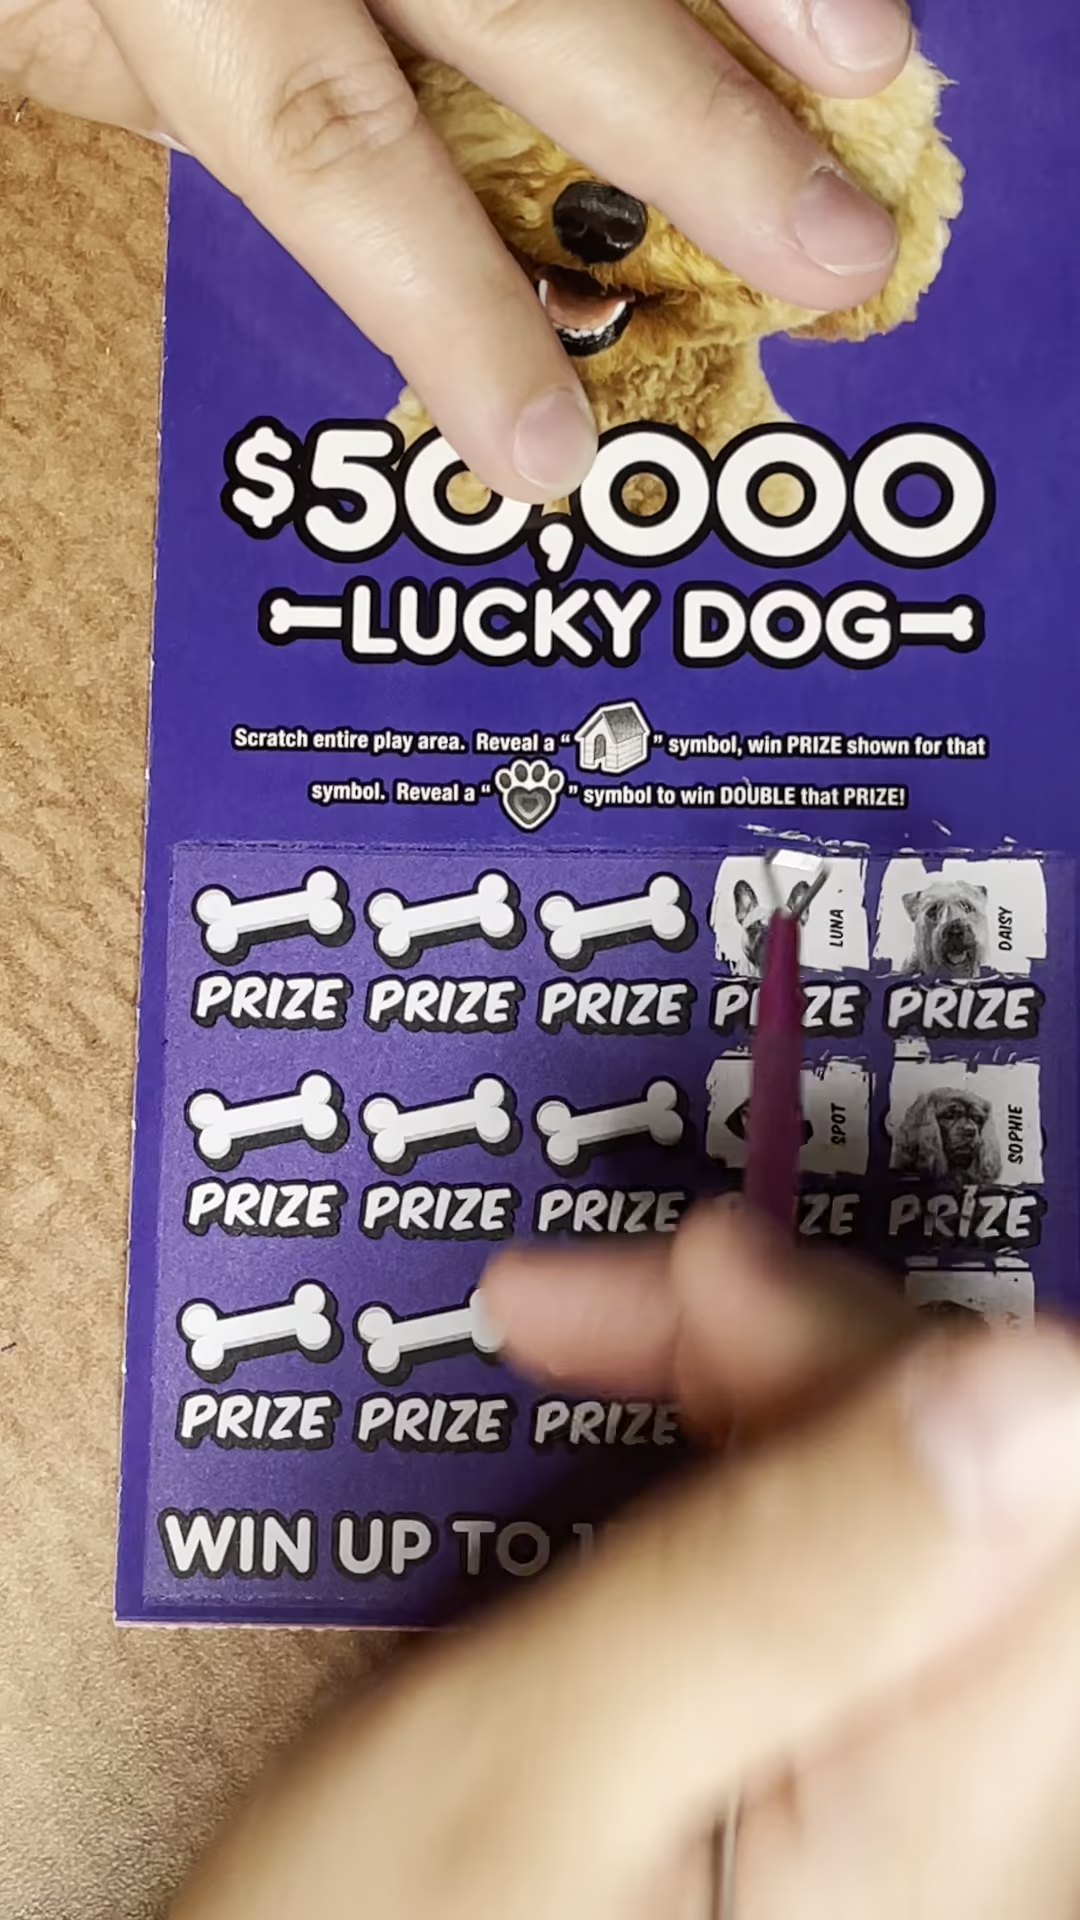 $50,000
LUCKY DOG
Scratch entire play area. Reveal a “ ” symbol, win PRIZE shown for that
symbol. Reveal a “ ” symbol to win DOUBLE that PRIZE!
LUNA DAISY
PRIZE PRIZE PRIZE PRIZE PRIZE
SPOT SOPHIE
PRIZE PRIZE PRIZE PRIZE
PRIZE PRIZE PRIZE
WIN UP TO